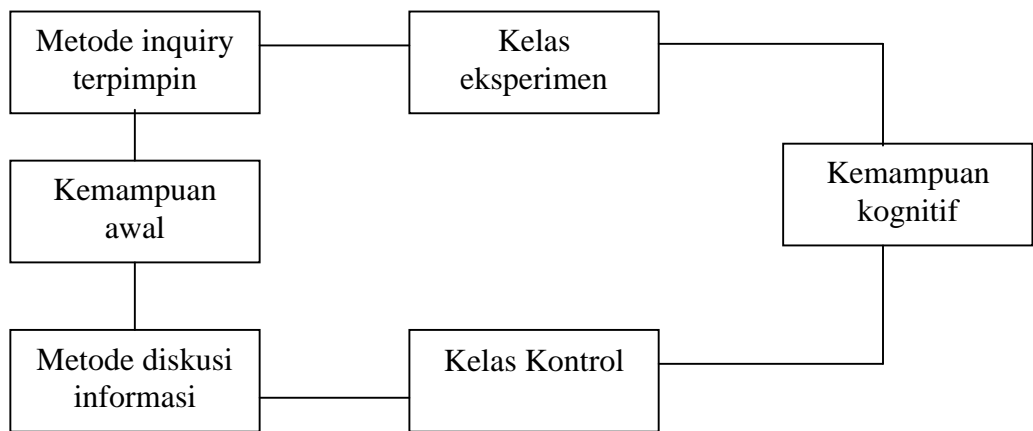 Metode inquiry
terpimpin
Kelas
eksperimen
Kemampuan
awal
Kemampuan
kognitif
Metode diskusi
informasi
Kelas Kontrol